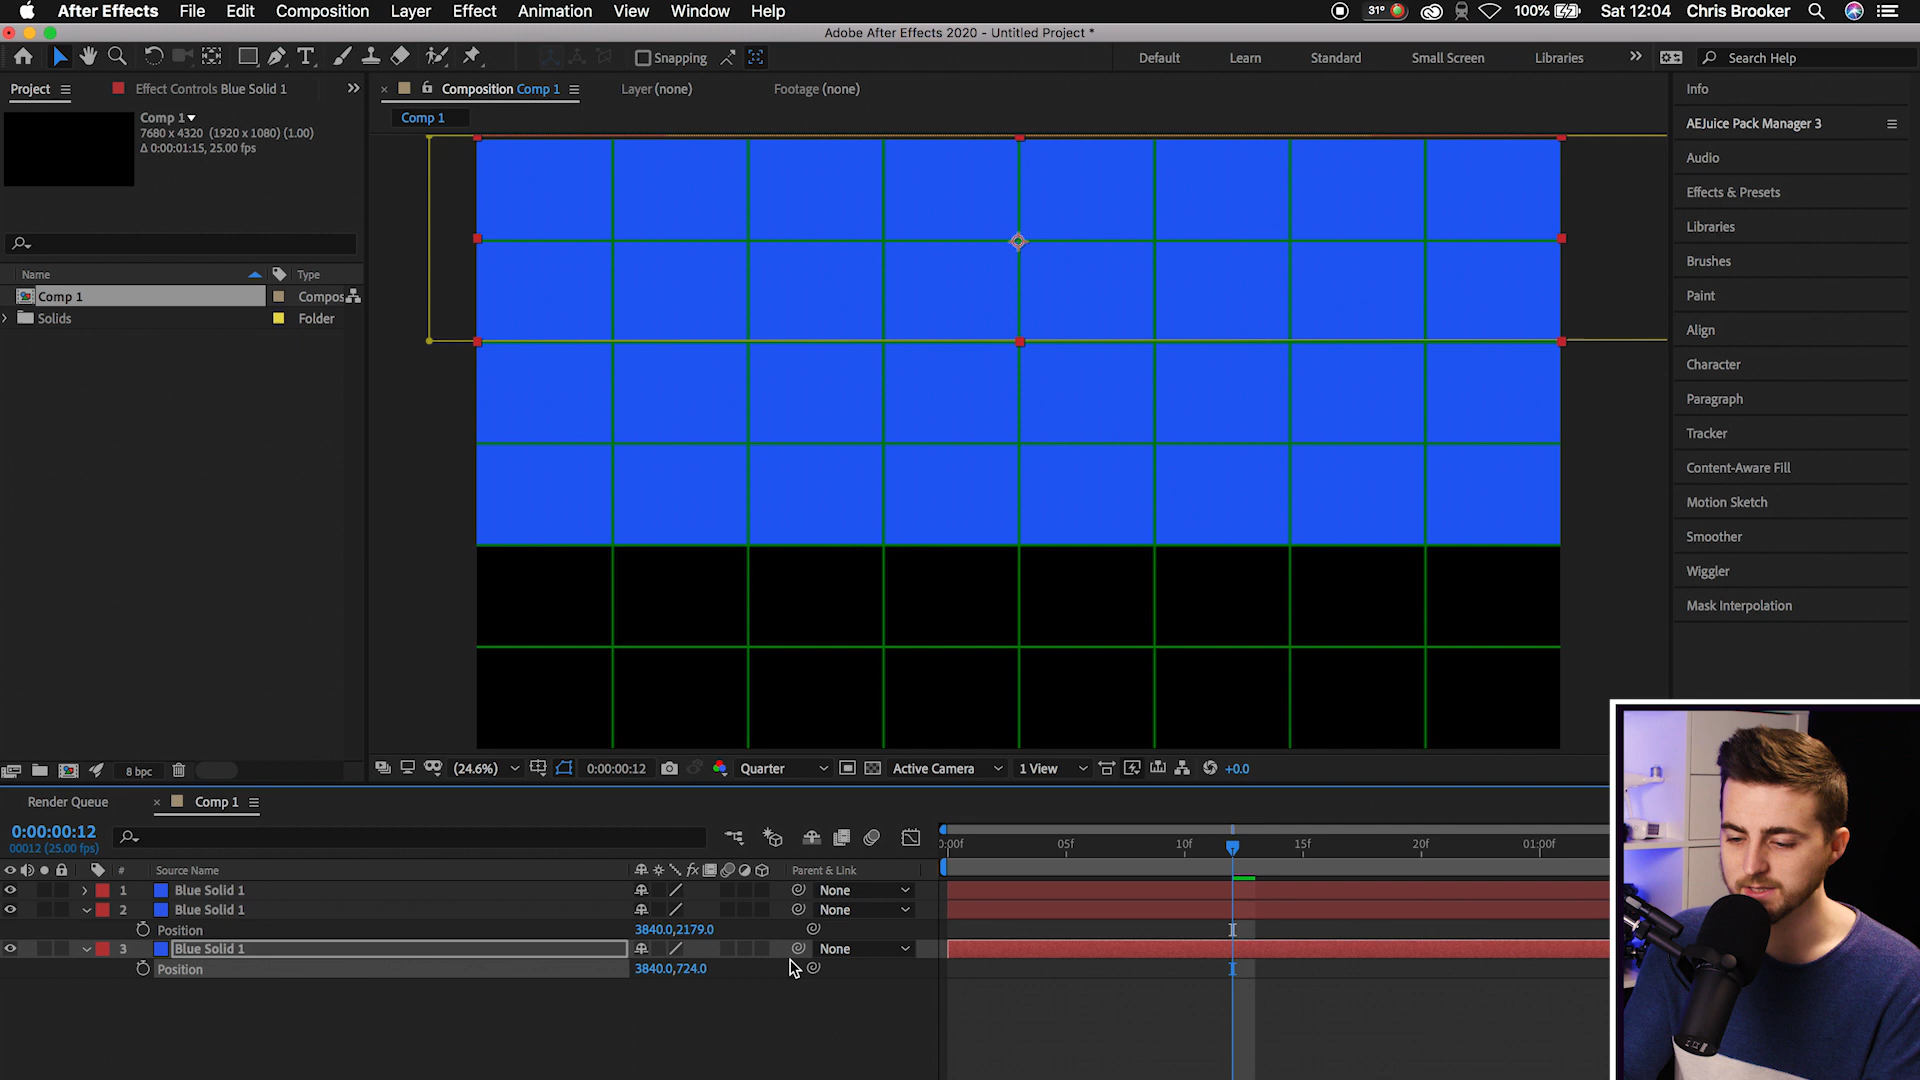 After Effects File Edit Composition Layer Effect Animation View Window Help 31° 100% Sat 12:04 Chris Brooker
Adobe After Effects 2020 - Untitled Project *
Snapping Default Learn Standard Small Screen Libraries Search Help
Project Effect Controls Blue Solid 1 Composition Comp 1 Layer (none) Footage (none)
Comp 1
Comp 1
7680 x 4320 (1920 x 1080) (1.00)
Δ 0:00:01:15, 25.00 fps
Name Type
Comp 1 Compos
Solids Folder
Info
AEJuice Pack Manager 3
Audio
Effects & Presets
Libraries
Brushes
Paint
Align
Character
Paragraph
Tracker
Content-Aware Fill
Motion Sketch
Smoother
Wiggler
Mask Interpolation
8 bpc (24.6%) 0:00:00:12 Quarter Active Camera 1 View +0.0
Render Queue Comp 1
0:00:00:12
00012 (25.00 fps)
0:00f 05f 10f 15f 20f 01:00f
# Source Name fx Parent & Link
1 Blue Solid 1 None
2 Blue Solid 1 None
Position 3840.0,2179.0
3 Blue Solid 1 None
Position 3840.0,724.0